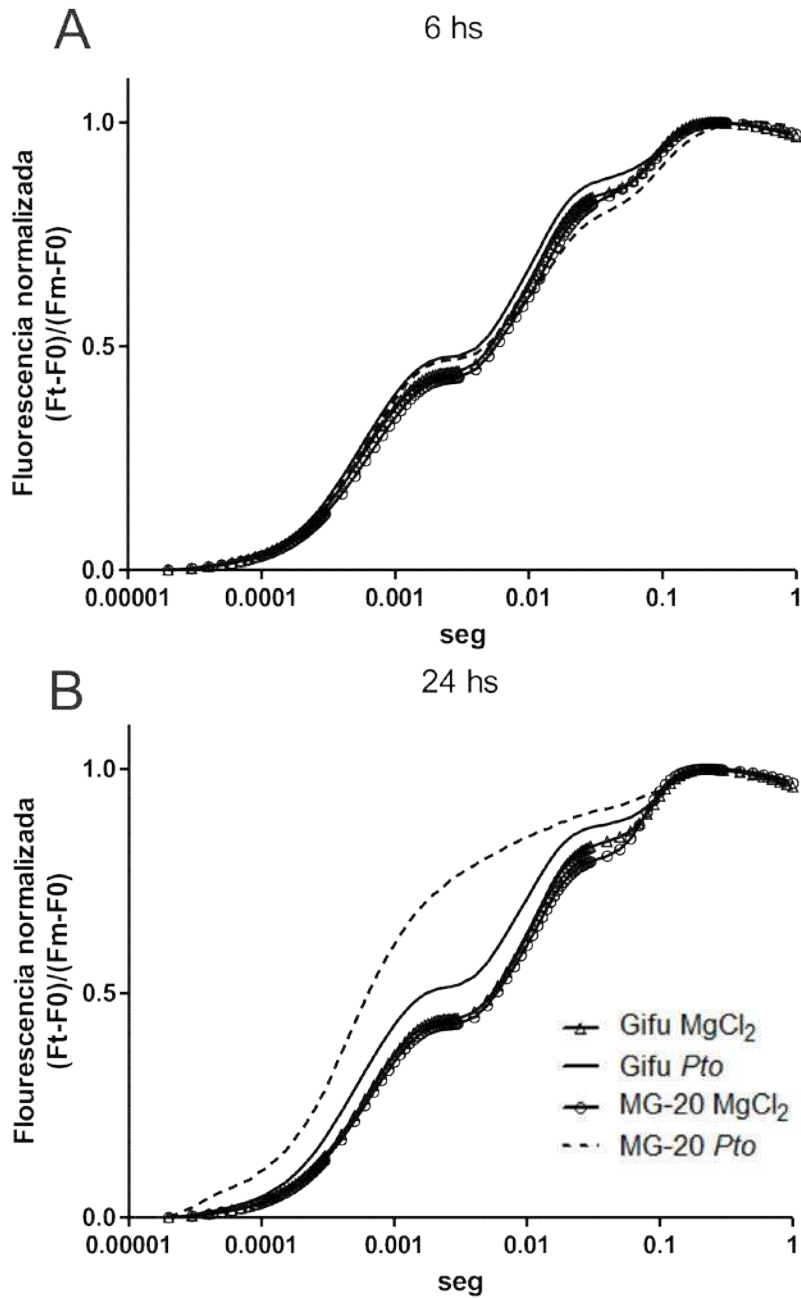 A
6 hs
Fluorescencia normalizada
(Ft-F0)/(Fm-F0)
1.0
0.5
0.0
0.00001 0.0001 0.001 0.01 0.1 1
seg
B
24 hs
Flourescencia normalizada
(Ft-F0)/(Fm-F0)
1.0
0.5
0.0
Gifu MgCl2
Gifu Pto
MG-20 MgCl2
MG-20 Pto
0.00001 0.0001 0.001 0.01 0.1 1
seg